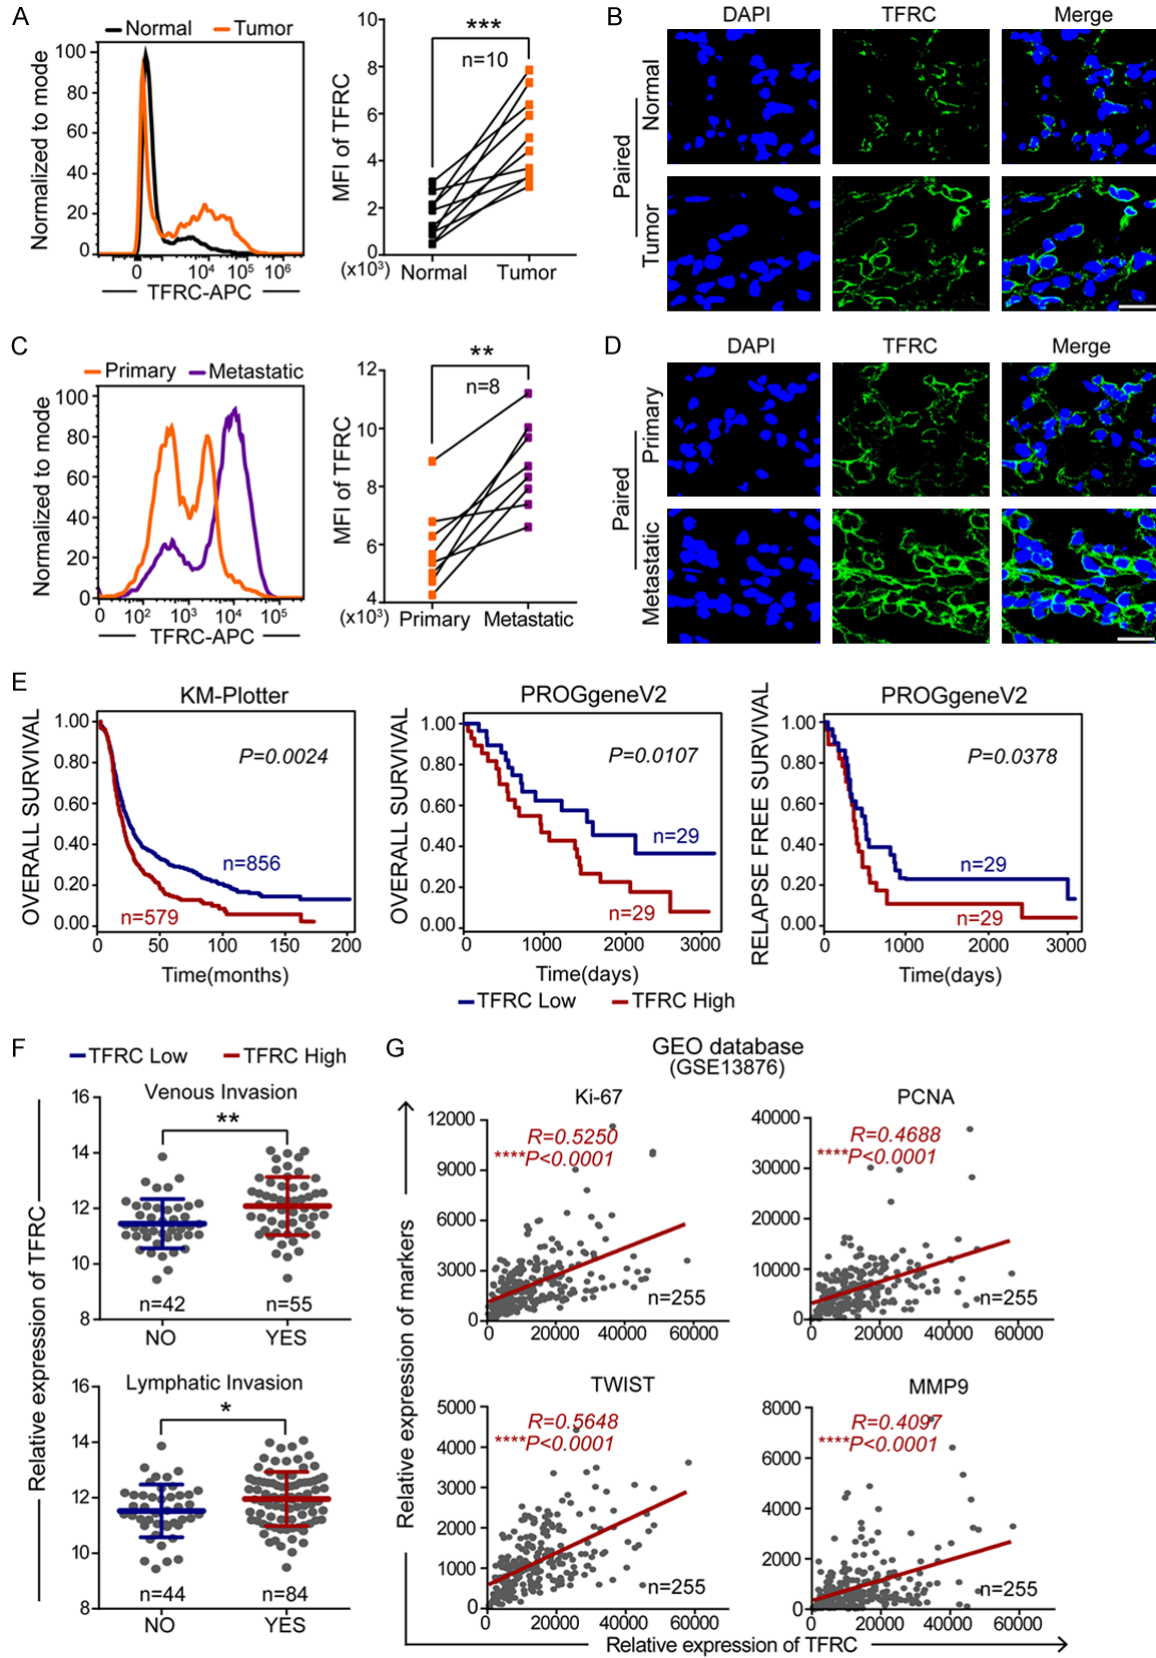 A
Normal
Tumor
Normalized to mode
100
80
60
40
20
0
0
10⁴
10⁵
10⁶
TFRC-APC
MFI of TFRC
10
8
6
4
2
0
(x10³)
***
n=10
Normal
Tumor
B
DAPI
TFRC
Merge
Paired
Normal
Tumor
C
Primary
Metastatic
Normalized to mode
100
80
60
40
20
0
0
10²
10³
10⁴
10⁵
TFRC-APC
MFI of TFRC
12
10
8
6
4
(x10³)
**
n=8
Primary
Metastatic
D
DAPI
TFRC
Merge
Paired
Primary
Metastatic
E
KM-Plotter
OVERALL SURVIVAL
1.00
0.80
0.60
0.40
0.20
0.00
P=0.0024
n=856
n=579
0
50
100
150
200
Time(months)
PROGgeneV2
OVERALL SURVIVAL
1.00
0.80
0.60
0.40
0.20
0.00
P=0.0107
n=29
n=29
0
1000
2000
3000
Time(days)
PROGgeneV2
RELAPSE FREE SURVIVAL
1.00
0.80
0.60
0.40
0.20
0.00
P=0.0378
n=29
n=29
0
1000
2000
3000
Time(days)
TFRC Low
TFRC High
F
TFRC Low
TFRC High
Relative expression of TFRC
Venous Invasion
**
16
14
12
10
8
n=42
n=55
NO
YES
Lymphatic Invasion
*
16
14
12
10
8
n=44
n=84
NO
YES
G
GEO database
(GSE13876)
Relative expression of markers
Ki-67
R=0.5250
****P<0.0001
12000
9000
6000
3000
0
n=255
0
20000
40000
60000
PCNA
R=0.4688
****P<0.0001
40000
30000
20000
10000
0
n=255
0
20000
40000
60000
TWIST
R=0.5648
****P<0.0001
5000
4000
3000
2000
1000
0
n=255
0
20000
40000
60000
MMP9
R=0.4097
****P<0.0001
8000
6000
4000
2000
0
n=255
0
20000
40000
60000
Relative expression of TFRC